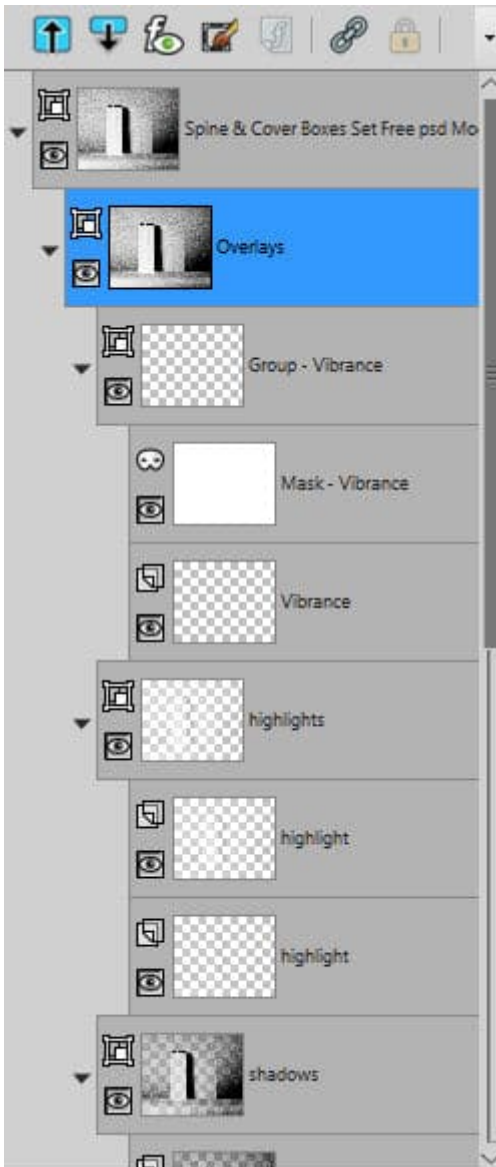 Spine & Cover Boxes Set Free psd Mo
Overlays
Group - Vibrance
Mask - Vibrance
Vibrance
highlights
highlight
highlight
shadows